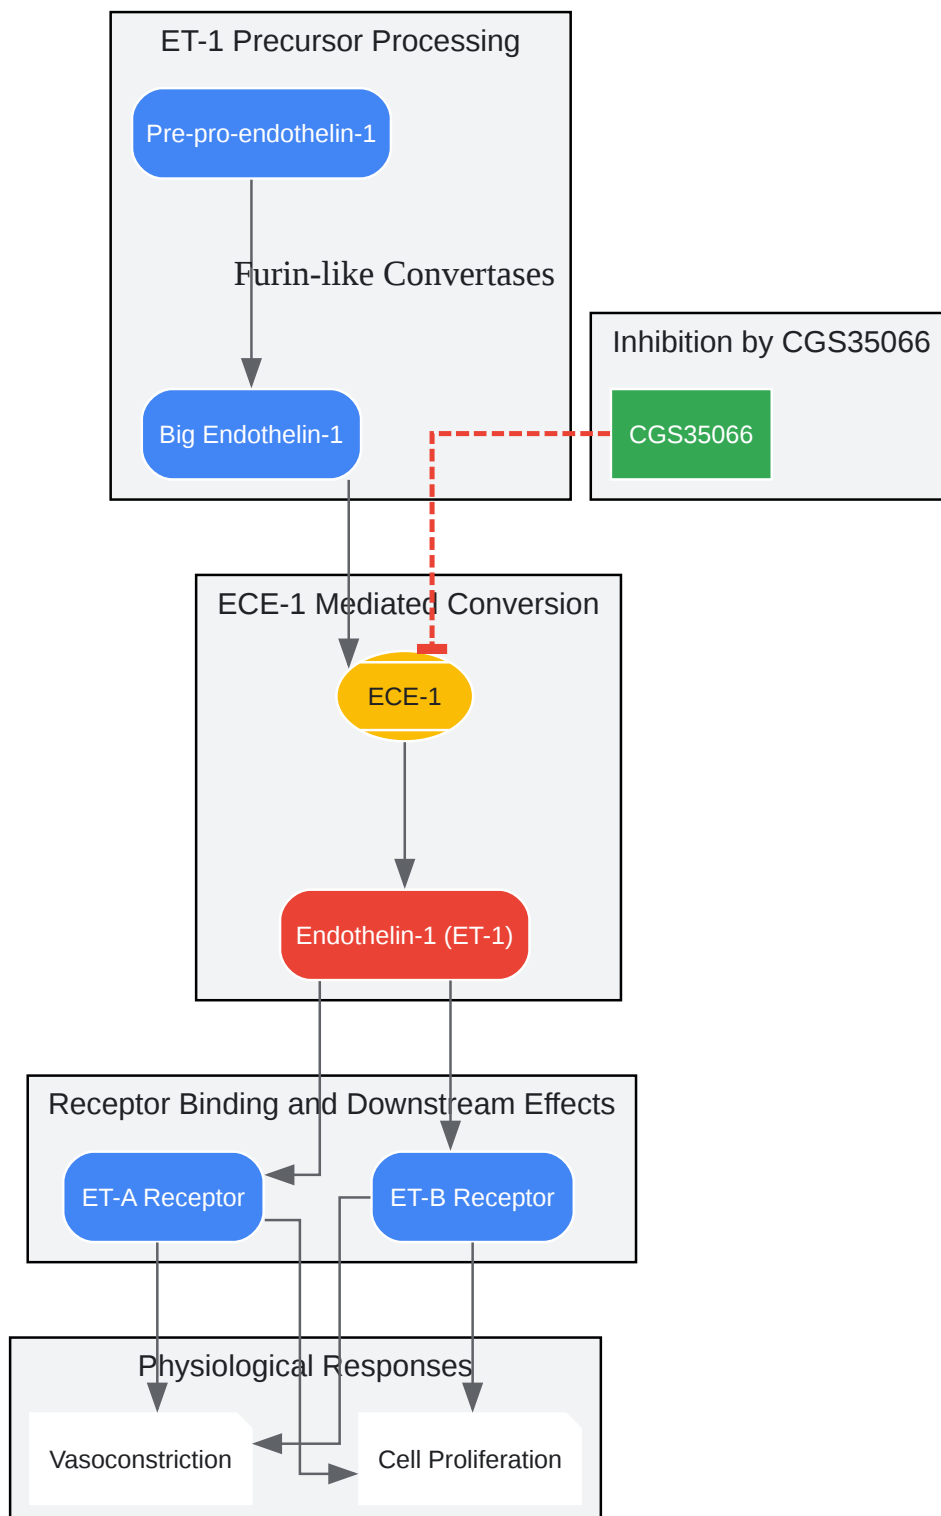 ET-1 Precursor Processing
Pre-pro-endothelin-1
Furin-like Convertases
Inhibition by CGS35066
Big Endothelin-1
CGS35066
ECE-1 Mediated Conversion
ECE-1
Endothelin-1 (ET-1)
Receptor Binding and Downstream Effects
ET-A Receptor
ET-B Receptor
Physiological Responses
Vasoconstriction
Cell Proliferation